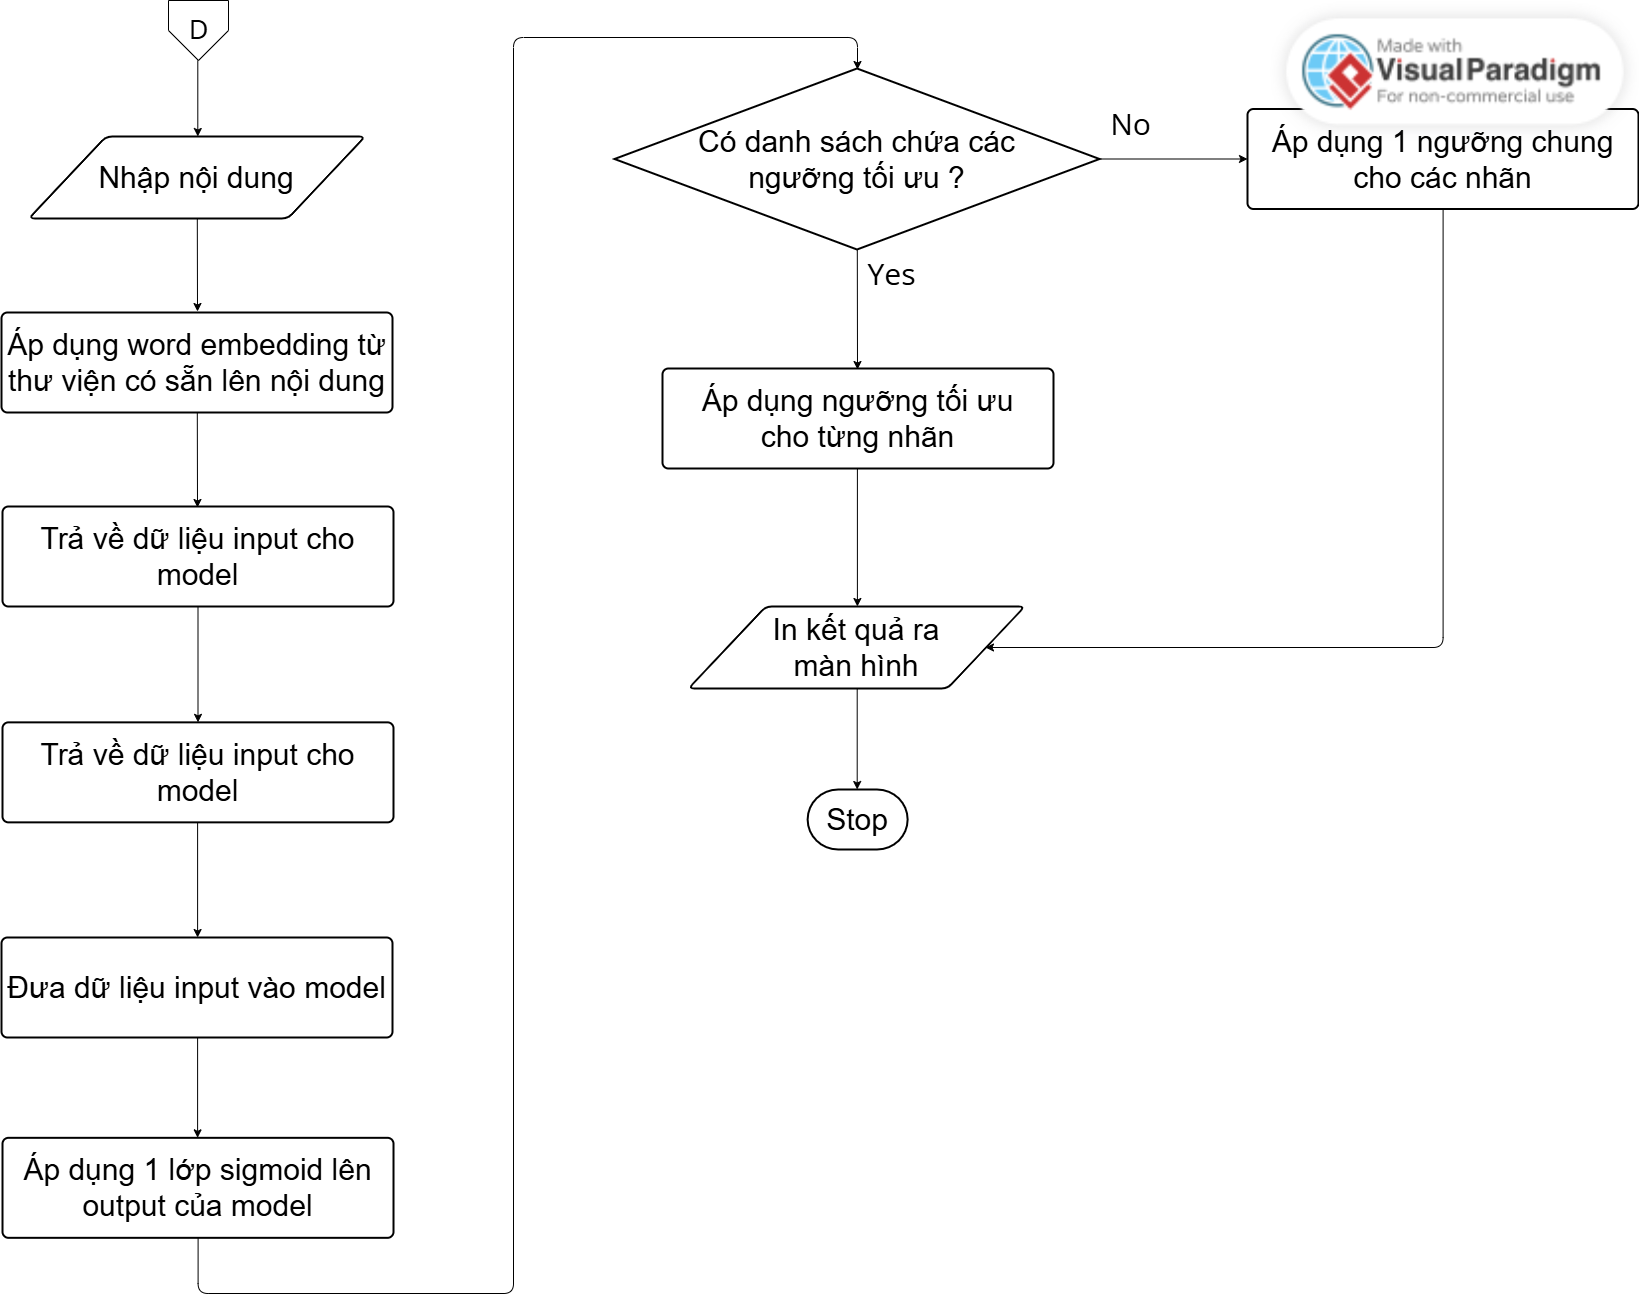 D
Nhập nội dung
Áp dụng word embedding từ
thư viện có sẵn lên nội dung
Trả về dữ liệu input cho
model
Trả về dữ liệu input cho
model
Đưa dữ liệu input vào model
Áp dụng 1 lớp sigmoid lên
output của model
Có danh sách chứa các
ngưỡng tối ưu ?
No
Yes
Made with
Visual Paradigm
For non-commercial use
Áp dụng 1 ngưỡng chung
cho các nhãn
Áp dụng ngưỡng tối ưu
cho từng nhãn
In kết quả ra
màn hình
Stop